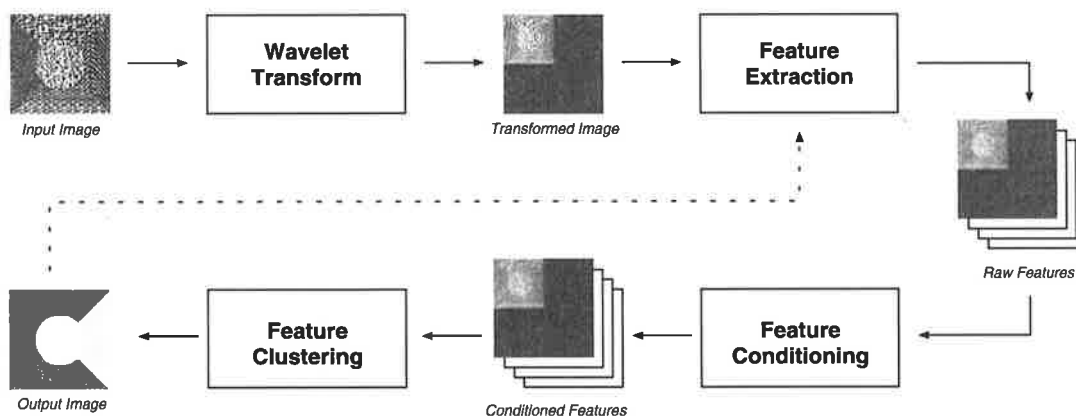 Wavelet
Transform
Feature
Extraction
Input Image
Transformed Image
Raw Features
Feature
Clustering
Feature
Conditioning
Output Image
Conditioned Features